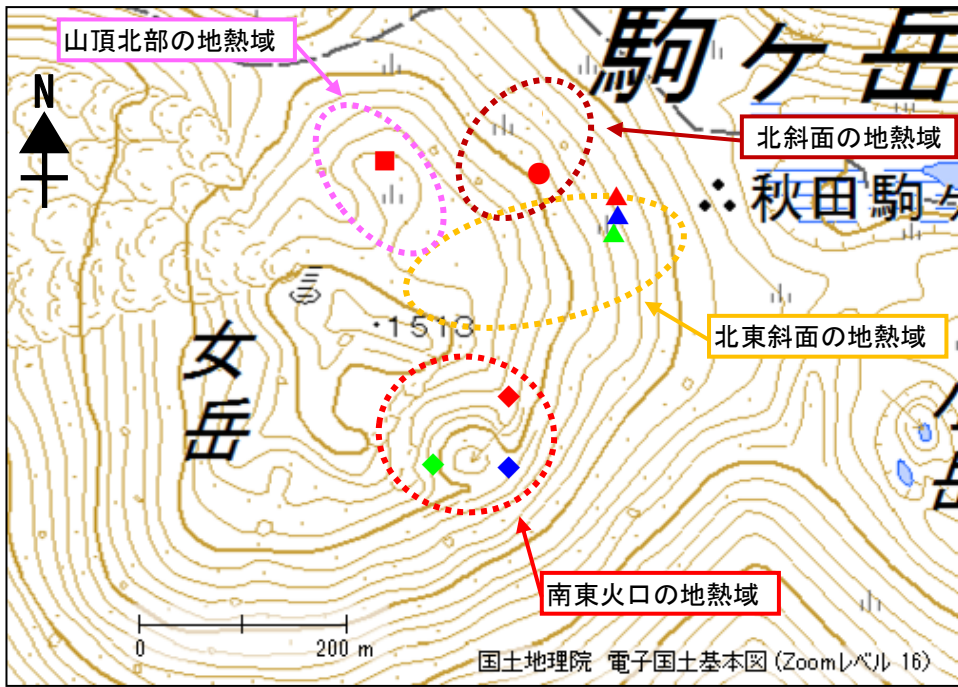 山頂北部の地熱域
駒ヶ岳
N
北斜面の地熱域
秋田駒ヶ
北東斜面の地熱域
・1513
女岳
岳
南東火口の地熱域
0
200 m
国土地理院 電子国土基本図(Zoomレベル 16)